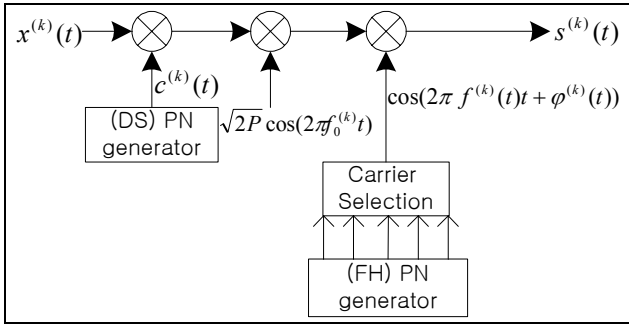 x^{(k)}(t)
s^{(k)}(t)
c^{(k)}(t)
(DS) PN
generator
√2P cos(2πf_0^{(k)}t)
cos(2π f^{(k)}(t)t + φ^{(k)}(t))
Carrier
Selection
(FH) PN
generator